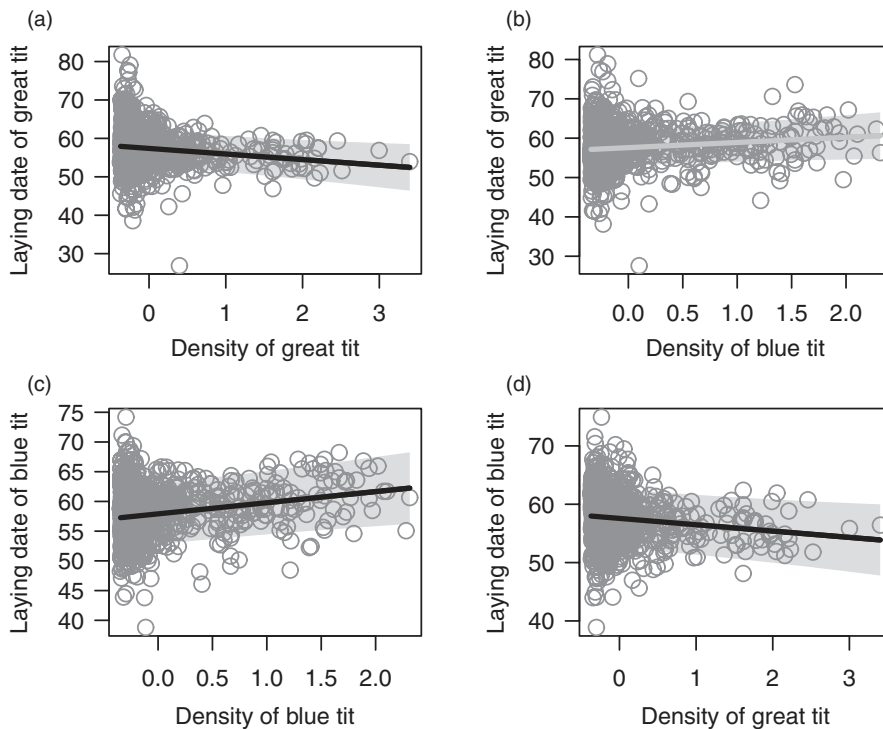 (a)
Laying date of great tit
80
70
60
50
40
30
0 1 2 3
Density of great tit
(b)
Laying date of great tit
80
70
60
50
40
30
0.0 0.5 1.0 1.5 2.0
Density of blue tit
(c)
Laying date of blue tit
75
70
65
60
55
50
45
40
0.0 0.5 1.0 1.5 2.0
Density of blue tit
(d)
Laying date of blue tit
70
60
50
40
0 1 2 3
Density of great tit